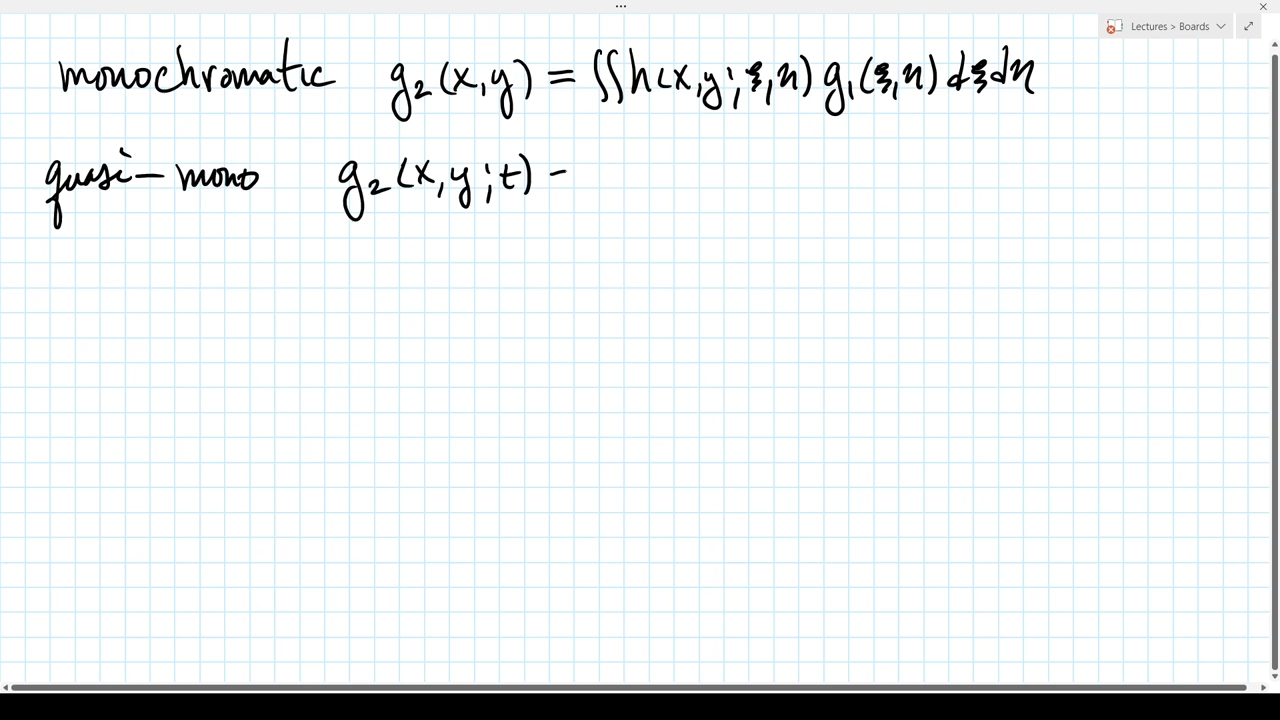 Lectures > Boards
monochromatic g₂(x,y) = ∬h(x,y;ξ,η) g₁(ξ,η) dξdη
quasi-mono g₂(x,y;t) -